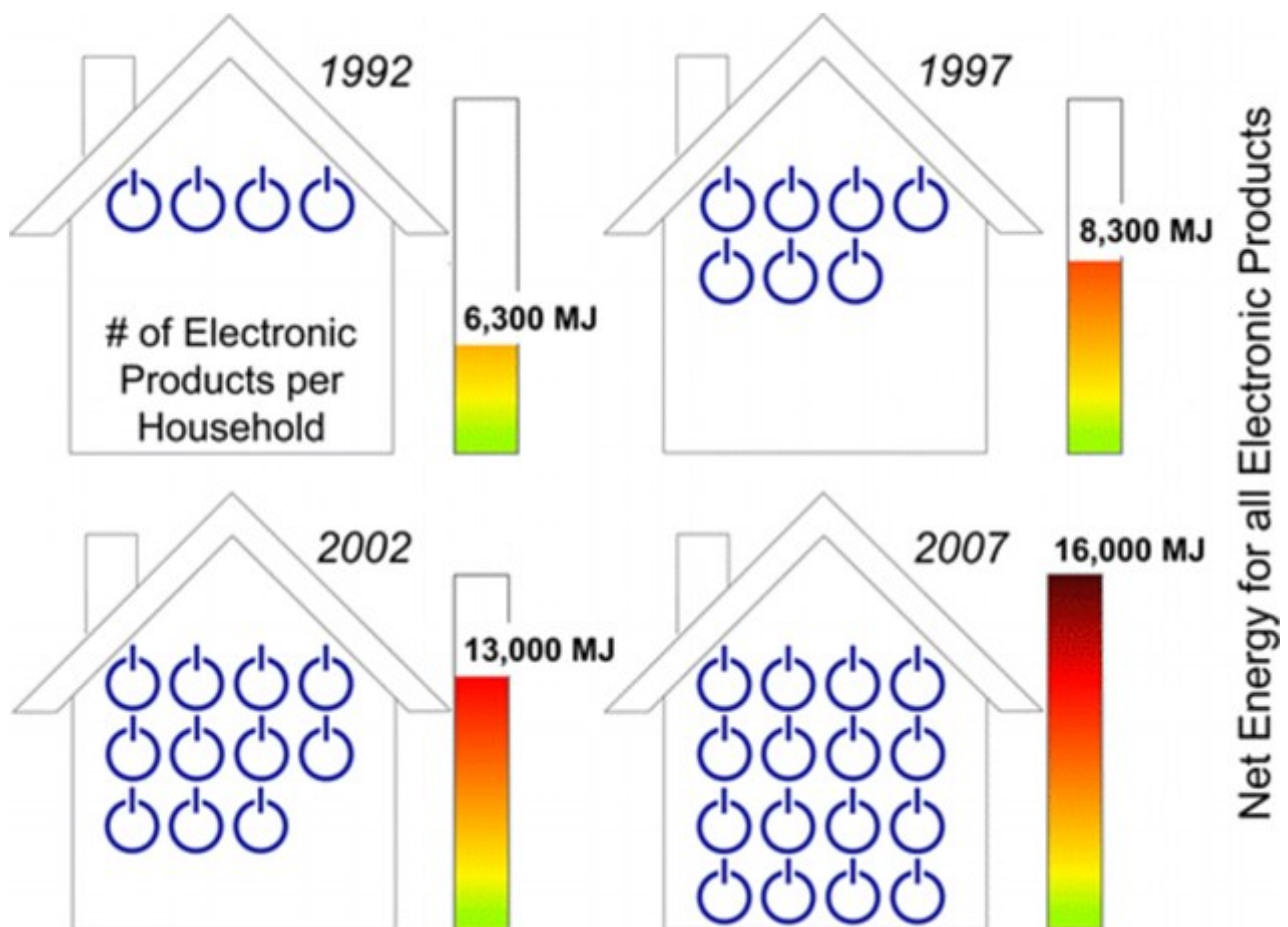 1992
1997
8,300 MJ
6,300 MJ
# of Electronic
Products per
Household
2002
2007
16,000 MJ
13,000 MJ
Net Energy for all Electronic Products